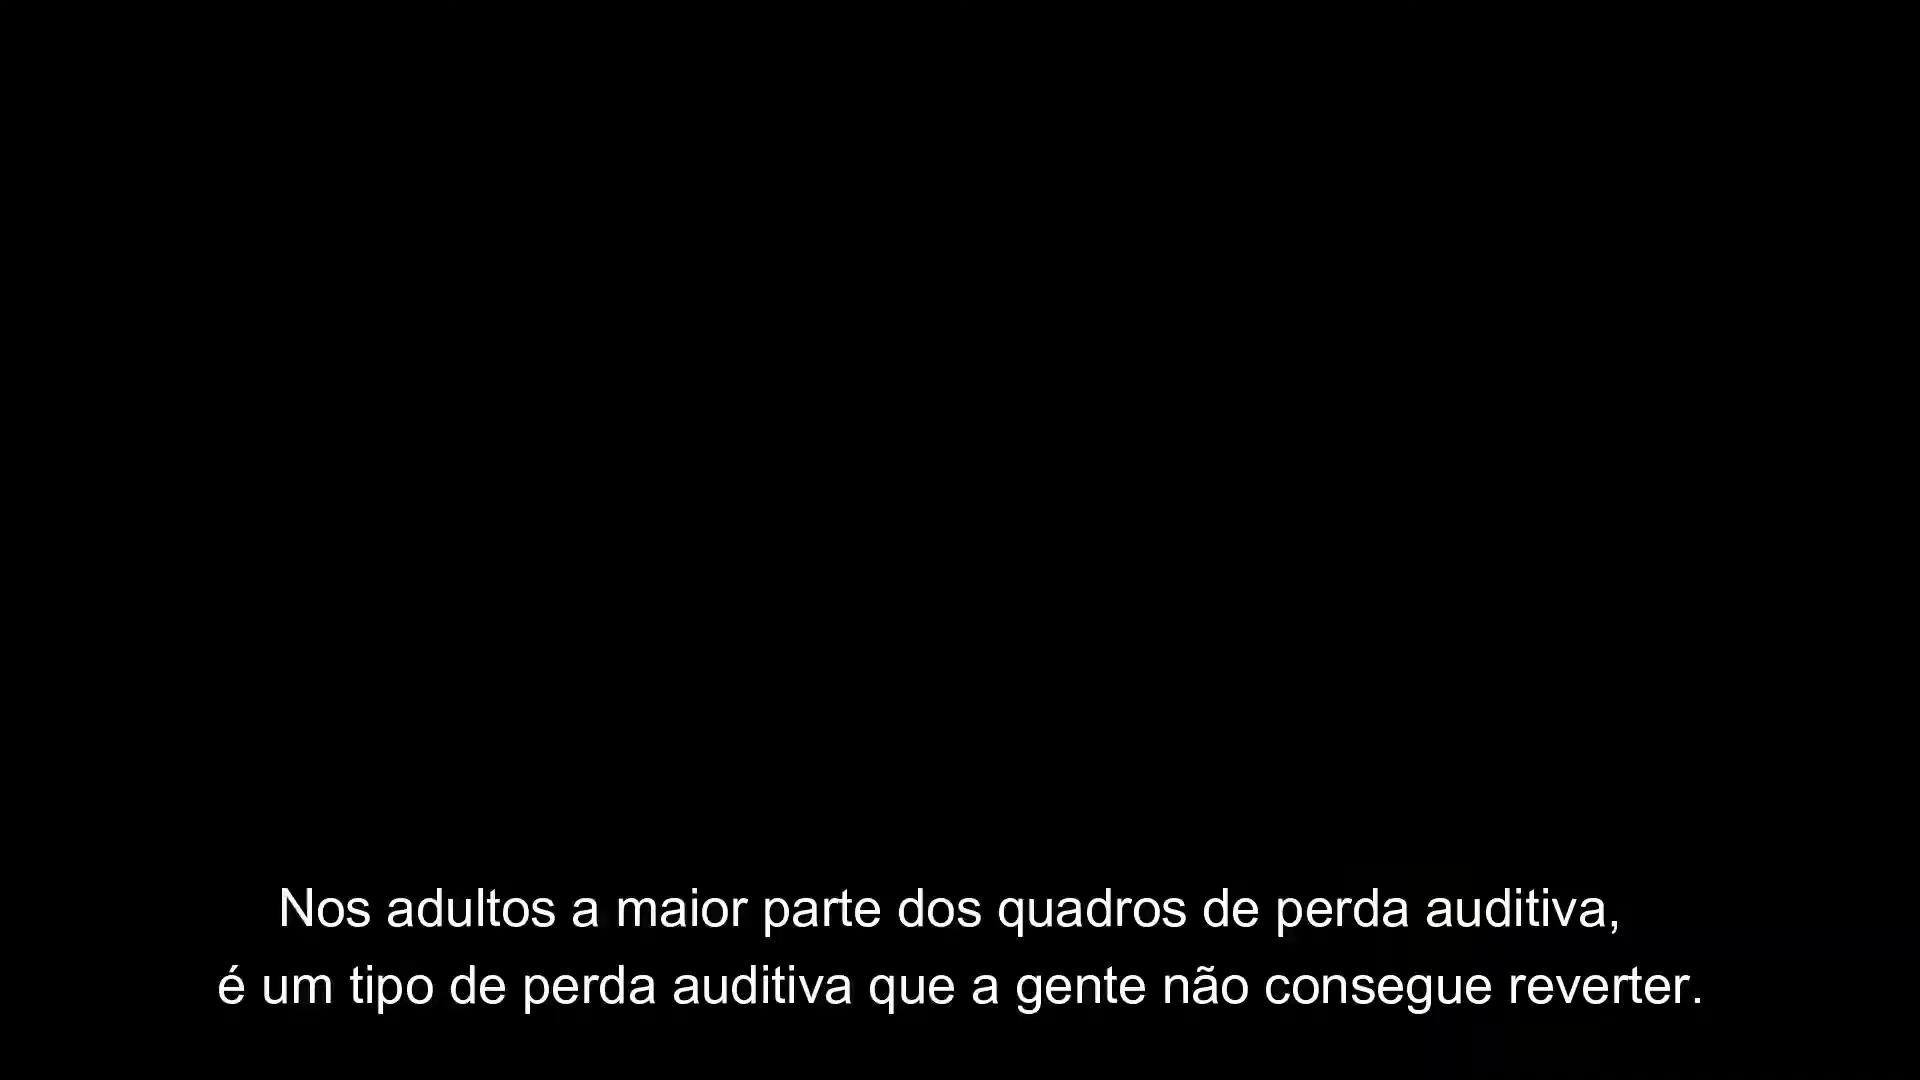 Nos adultos a maior parte dos quadros de perda auditiva,
é um tipo de perda auditiva que a gente não consegue reverter.